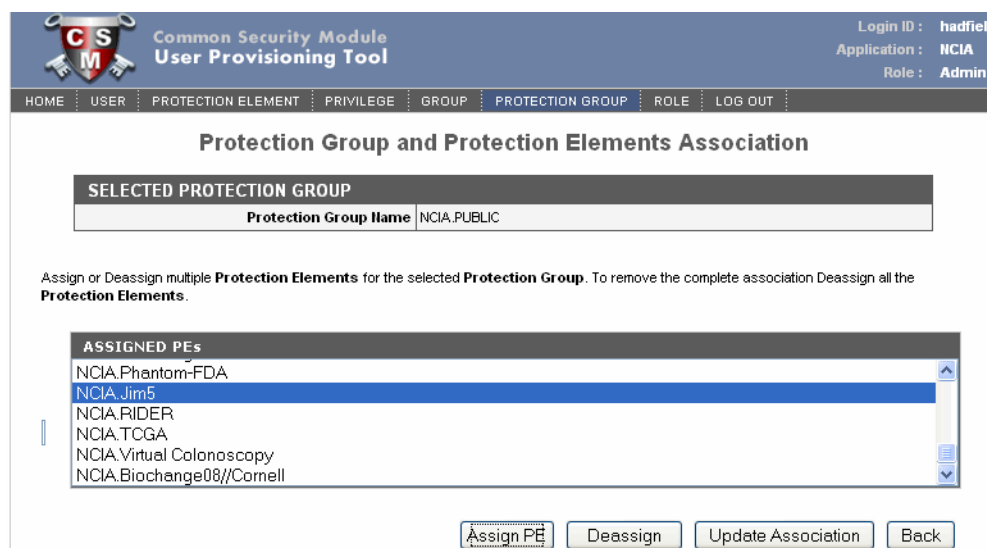 CSM
Common Security Module
User Provisioning Tool
Login ID : hadfiel
Application : NCIA
Role : Admin
HOME USER PROTECTION ELEMENT PRIVILEGE GROUP PROTECTION GROUP ROLE LOG OUT
Protection Group and Protection Elements Association
SELECTED PROTECTION GROUP
Protection Group Name NCIA.PUBLIC
Assign or Deassign multiple Protection Elements for the selected Protection Group. To remove the complete association Deassign all the
Protection Elements.
ASSIGNED PEs
NCIA.Phantom-FDA
NCIA.Jim5
NCIA.RIDER
NCIA.TCGA
NCIA.Virtual Colonoscopy
NCIA.Biochange08//Cornell
Assign PE Deassign Update Association Back